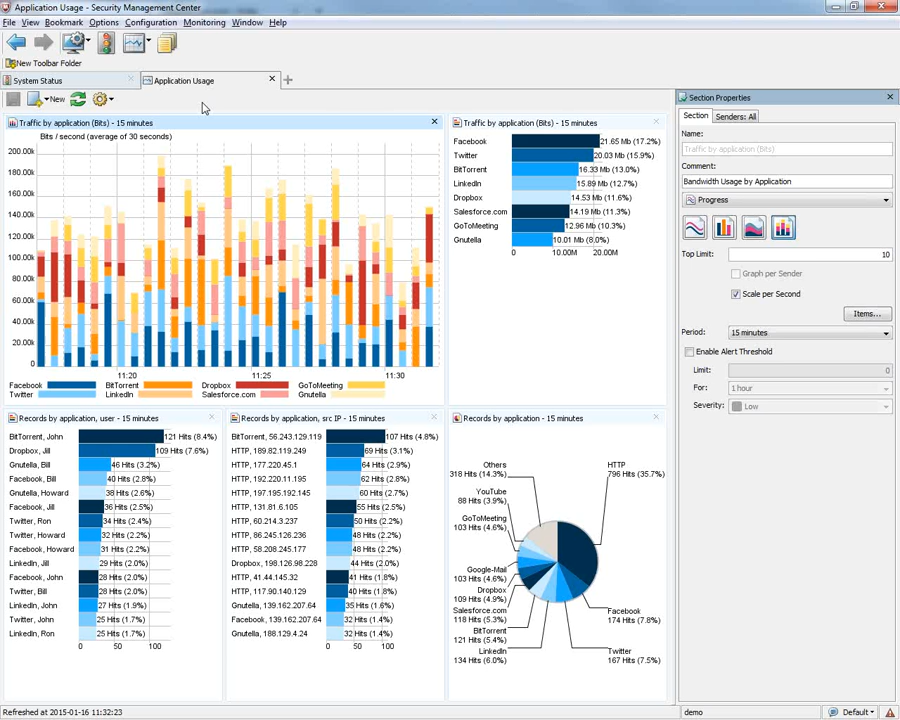 Application Usage - Security Management Center
File View Bookmark Options Configuration Monitoring Window Help
New Toolbar Folder
System Status
Application Usage
New
Traffic by application (Bits) - 15 minutes
Bits / second (average of 30 seconds)
200.00k
180.00k
160.00k
140.00k
120.00k
100.00k
80.00k
60.00k
40.00k
20.00k
0
11:20 11:25 11:30
Facebook BitTorrent Dropbox GoToMeeting
Twitter LinkedIn Salesforce.com Gnutella
Traffic by application (Bits) - 15 minutes
Facebook 21.65 Mb (17.2%)
Twitter 20.03 Mb (15.9%)
BitTorrent 16.33 Mb (13.0%)
LinkedIn 15.89 Mb (12.7%)
Dropbox 14.53 Mb (11.6%)
Salesforce.com 14.19 Mb (11.3%)
GoToMeeting 12.96 Mb (10.3%)
Gnutella 10.01 Mb (8.0%)
0 10.00M 20.00M
Records by application, user - 15 minutes
BitTorrent, John 121 Hits (8.4%)
Dropbox, Jill 109 Hits (7.6%)
Gnutella, Bill 46 Hits (3.2%)
Facebook, Bill 40 Hits (2.8%)
Gnutella, Howard 38 Hits (2.6%)
Facebook, Jill 36 Hits (2.5%)
Twitter, Ron 34 Hits (2.4%)
Twitter, Howard 32 Hits (2.2%)
Facebook, Howard 31 Hits (2.2%)
LinkedIn, Jill 29 Hits (2.0%)
Facebook, John 28 Hits (2.0%)
Twitter, Bill 28 Hits (2.0%)
LinkedIn, John 27 Hits (1.9%)
Twitter, John 25 Hits (1.7%)
LinkedIn, Ron 25 Hits (1.7%)
0 50 100
Records by application, src IP - 15 minutes
BitTorrent, 56.243.129.119 107 Hits (4.8%)
HTTP, 189.82.119.249 69 Hits (3.1%)
HTTP, 177.220.45.1 64 Hits (2.9%)
HTTP, 192.220.11.195 62 Hits (2.8%)
HTTP, 197.195.192.145 60 Hits (2.7%)
HTTP, 131.81.6.105 55 Hits (2.5%)
HTTP, 60.214.3.237 50 Hits (2.2%)
HTTP, 86.245.126.236 48 Hits (2.2%)
HTTP, 58.208.245.177 48 Hits (2.2%)
Dropbox, 198.126.98.228 44 Hits (2.0%)
HTTP, 41.44.145.32 41 Hits (1.8%)
HTTP, 117.90.140.129 40 Hits (1.8%)
Gnutella, 139.162.207.64 35 Hits (1.6%)
Facebook, 139.162.207.64 32 Hits (1.4%)
Gnutella, 188.129.4.24 32 Hits (1.4%)
0 50 100
Records by application - 15 minutes
Others
318 Hits (14.3%)
HTTP
796 Hits (35.7%)
YouTube
88 Hits (3.9%)
GoToMeeting
103 Hits (4.6%)
Google-Mail
103 Hits (4.6%)
Dropbox
109 Hits (4.9%)
Salesforce.com
118 Hits (5.3%)
BitTorrent
121 Hits (5.4%)
LinkedIn
134 Hits (6.0%)
Facebook
174 Hits (7.8%)
Twitter
167 Hits (7.5%)
Section Properties
Section Senders: All
Name:
Traffic by application (Bits)
Comment:
Bandwidth Usage by Application
Progress
Top Limit: 10
Graph per Sender
Scale per Second
Items...
Period: 15 minutes
Enable Alert Threshold
Limit: 0
For: 1 hour
Severity: Low
Refreshed at 2015-01-16 11:32:23
demo
Default